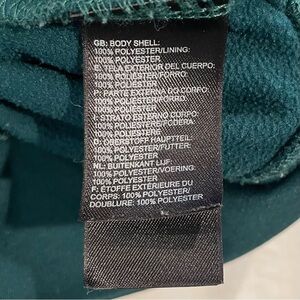 GB: BODY SHELL:
100% POLYESTER/LINING:
100% POLYESTER
E: TELA EXTERIOR DEL CUERPO:
100% POLIÉSTER/FORRO:
100% POLIÉSTER
P: PARTE EXTERNA DO CORPO:
100% POLIÉSTER/FORRO:
100% POLIÉSTER
I: STRATO ESTERNO CORPO:
100% POLIESTERE/FODERA:
100% POLIESTERE
D: OBERSTOFF HAUPTTEIL:
100% POLYESTER/FUTTER:
100% POLYESTER
NL: BUITENKANT LIJF:
100% POLYESTER/VOERING:
100% POLYESTER
F: ÉTOFFE EXTÉRIEURE DU
CORPS: 100% POLYESTER/
DOUBLURE: 100% POLYESTER